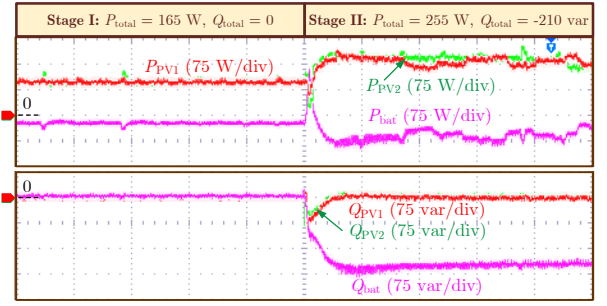 Stage I: P_total = 165 W, Q_total = 0
Stage II: P_total = 255 W, Q_total = -210 var
P_PV1 (75 W/div)
P_PV2 (75 W/div)
0
P_bat (75 W/div)
0
Q_PV1 (75 var/div)
Q_PV2 (75 var/div)
Q_bat (75 var/div)